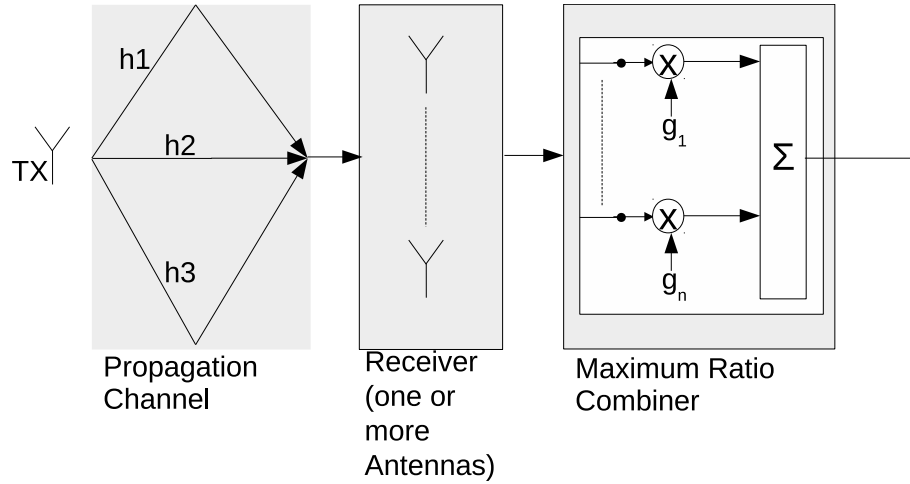 h1
h2
h3
TX
X
g1
X
gn
Σ
Propagation
Channel
Receiver
(one or
more
Antennas)
Maximum Ratio
Combiner